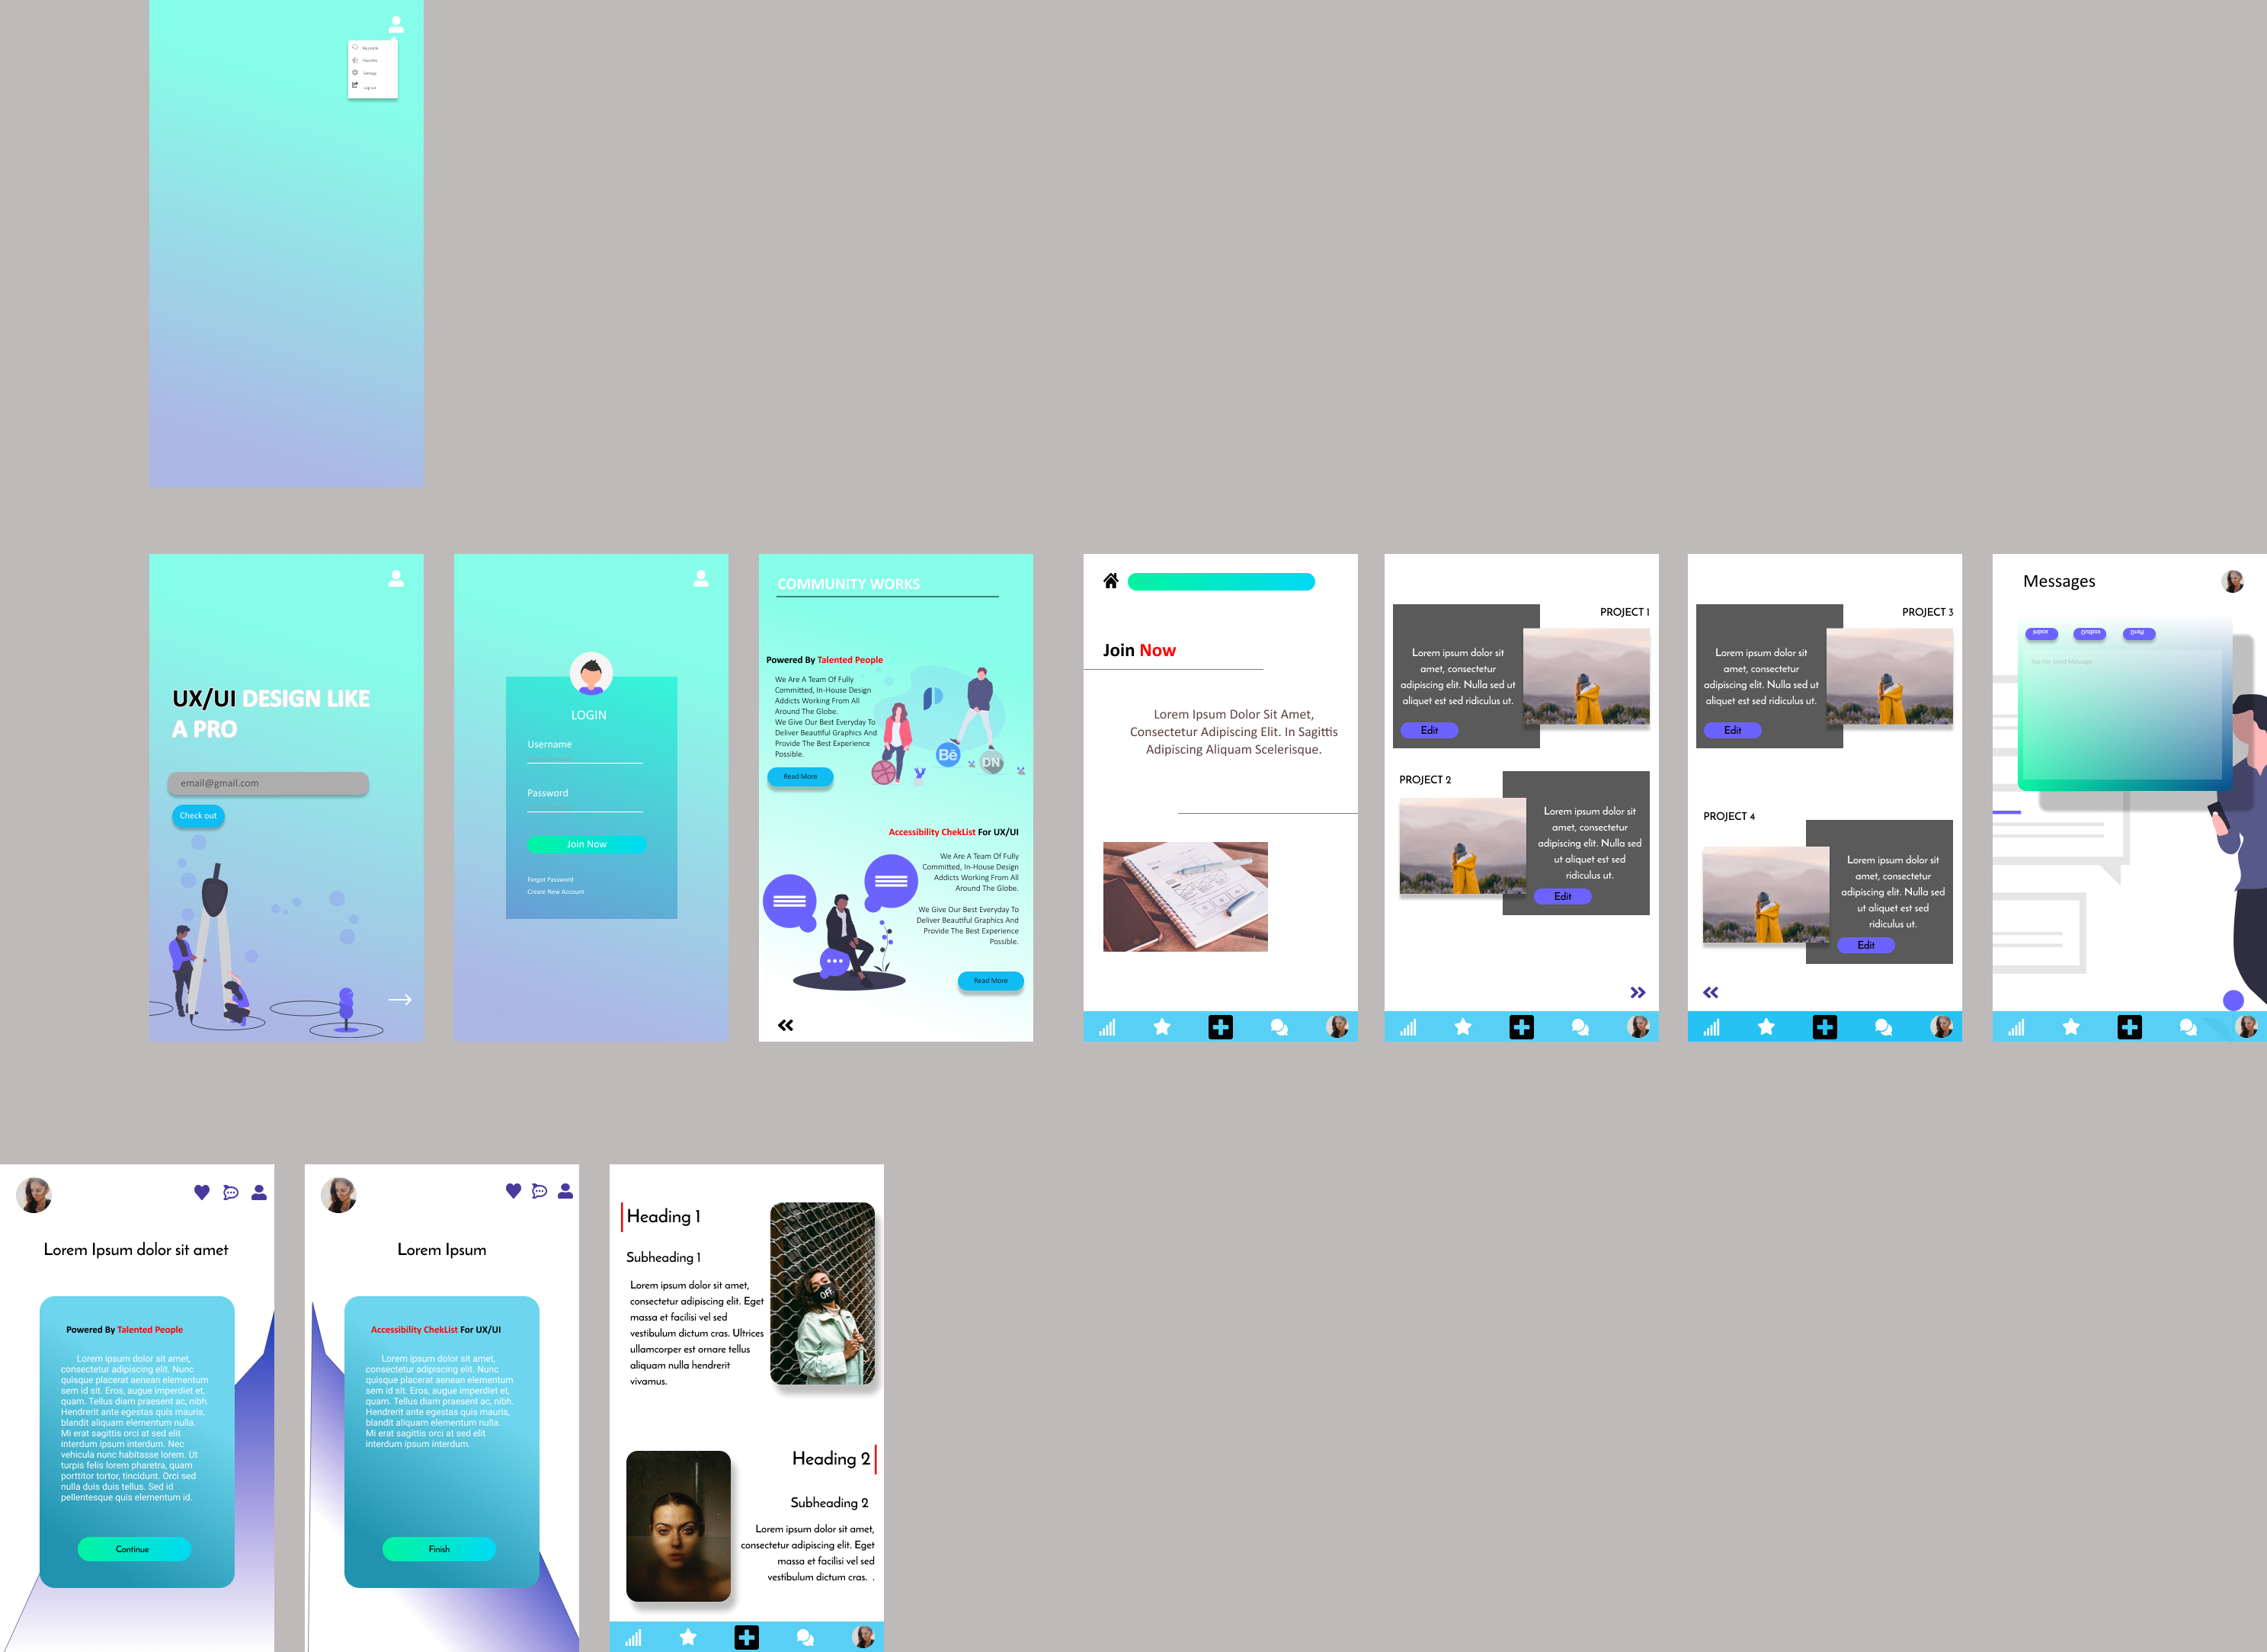 My profile
Favorites
Settings
Log out
UX/UI DESIGN LIKE
A PRO
email@gmail.com
Check out
LOGIN
Username
Password
Join Now
Forgot Password
Create New Account
COMMUNITY WORKS
Powered By Talented People
We Are A Team Of Fully
Committed, In-House Design
Addicts Working From All
Around The Globe.
We Give Our Best Everyday To
Deliver Beautiful Graphics And
Provide The Best Experience
Possible.
Bē
DN
Read More
Accessibility ChekList For UX/UI
We Are A Team Of Fully
Committed, In-House Design
Addicts Working From All
Around The Globe.
We Give Our Best Everyday To
Deliver Beautiful Graphics And
Provide The Best Experience
Possible.
Read More
Join Now
Lorem Ipsum Dolor Sit Amet,
Consectetur Adipiscing Elit. In Sagittis
Adipiscing Aliquam Scelerisque.
PROJECT 1
Lorem ipsum dolor sit
amet, consectetur
adipiscing elit. Nulla sed ut
aliquet est sed ridiculus ut.
Edit
PROJECT 2
Lorem ipsum dolor sit
amet, consectetur
adipiscing elit. Nulla sed
ut aliquet est sed
ridiculus ut.
Edit
PROJECT 3
Lorem ipsum dolor sit
amet, consectetur
adipiscing elit. Nulla sed ut
aliquet est sed ridiculus ut.
Edit
PROJECT 4
Lorem ipsum dolor sit
amet, consectetur
adipiscing elit. Nulla sed
ut aliquet est sed
ridiculus ut.
Edit
Messages
Inbox
Outbox
Draft
Tap For Send Message
Lorem Ipsum dolor sit amet
Powered By Talented People
Lorem ipsum dolor sit amet,
consectetur adipiscing elit. Nunc
quisque placerat aenean elementum
sem id sit. Eros, augue imperdiet et,
quam. Tellus diam praesent ac, nibh.
Hendrerit ante egestas quis mauris,
blandit aliquam elementum nulla.
Mi erat sagittis orci at sed elit
interdum ipsum interdum. Nec
vehicula nunc habitasse lorem. Ut
turpis felis lorem pharetra, quam
porttitor tortor, tincidunt. Orci sed
nulla duis duis tellus. Sed id
pellentesque quis elementum id.
Continue
Lorem Ipsum
Accessibility ChekList For UX/UI
Lorem ipsum dolor sit amet,
consectetur adipiscing elit. Nunc
quisque placerat aenean elementum
sem id sit. Eros, augue imperdiet et,
quam. Tellus diam praesent ac, nibh.
Hendrerit ante egestas quis mauris,
blandit aliquam elementum nulla.
Mi erat sagittis orci at sed elit
interdum ipsum interdum.
Finish
Heading 1
Subheading 1
Lorem ipsum dolor sit amet,
consectetur adipiscing elit. Eget
massa et facilisi vel sed
vestibulum dictum cras. Ultrices
ullamcorper est ornare tellus
aliquam nulla hendrerit
vivamus.
OFF.
Heading 2
Subheading 2
Lorem ipsum dolor sit amet,
consectetur adipiscing elit. Eget
massa et facilisi vel sed
vestibulum dictum cras. .